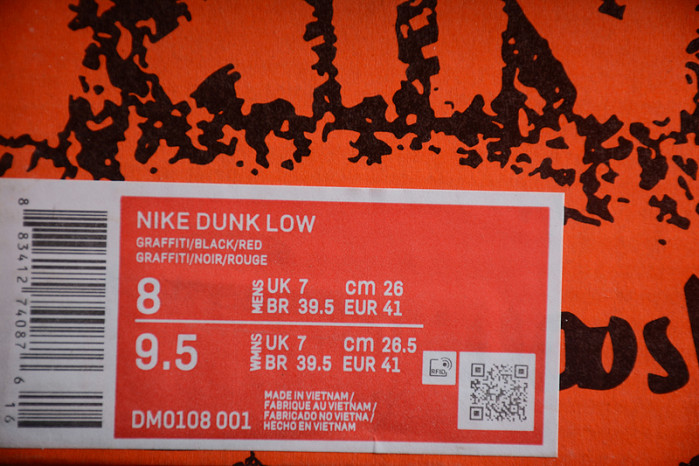 NIKE DUNK LOW
GRAFFITI/BLACK/RED
GRAFFITI/NOIR/ROUGE
8 MENS UK 7 cm 26
BR 39.5 EUR 41
9.5 WMNS UK 7 cm 26.5
BR 39.5 EUR 41
RFID
DM0108 001
MADE IN VIETNAM/
FABRIQUE AU VIETNAM/
FABRICADO NO VIETNA/
HECHO EN VIETNAM
8 83412 74087 6 16